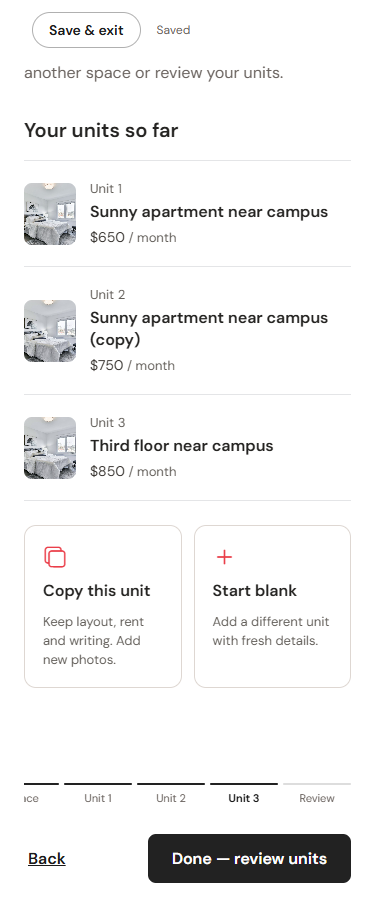 Save & exit
Saved
another space or review your units.
Your units so far
Unit 1
Sunny apartment near campus
$650 / month
Unit 2
Sunny apartment near campus
(copy)
$750 / month
Unit 3
Third floor near campus
$850 / month
Copy this unit
Keep layout, rent
and writing. Add
new photos.
Start blank
Add a different unit
with fresh details.
ace
Unit 1
Unit 2
Unit 3
Review
Back
Done — review units